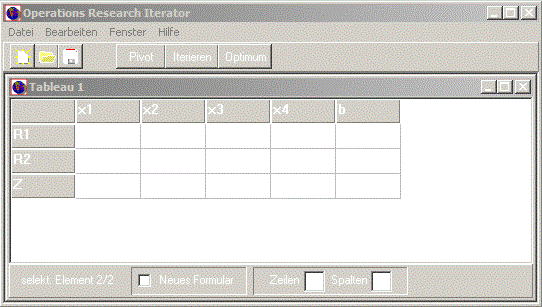 Operations Research Iterator
Datei Bearbeiten Fenster Hilfe
Pivot Iterieren Optimum
Tableau 1
x1 x2 x3 x4 b
R1
R2
Z
selekt. Element 2/2 Neues Formular Zeilen Spalten